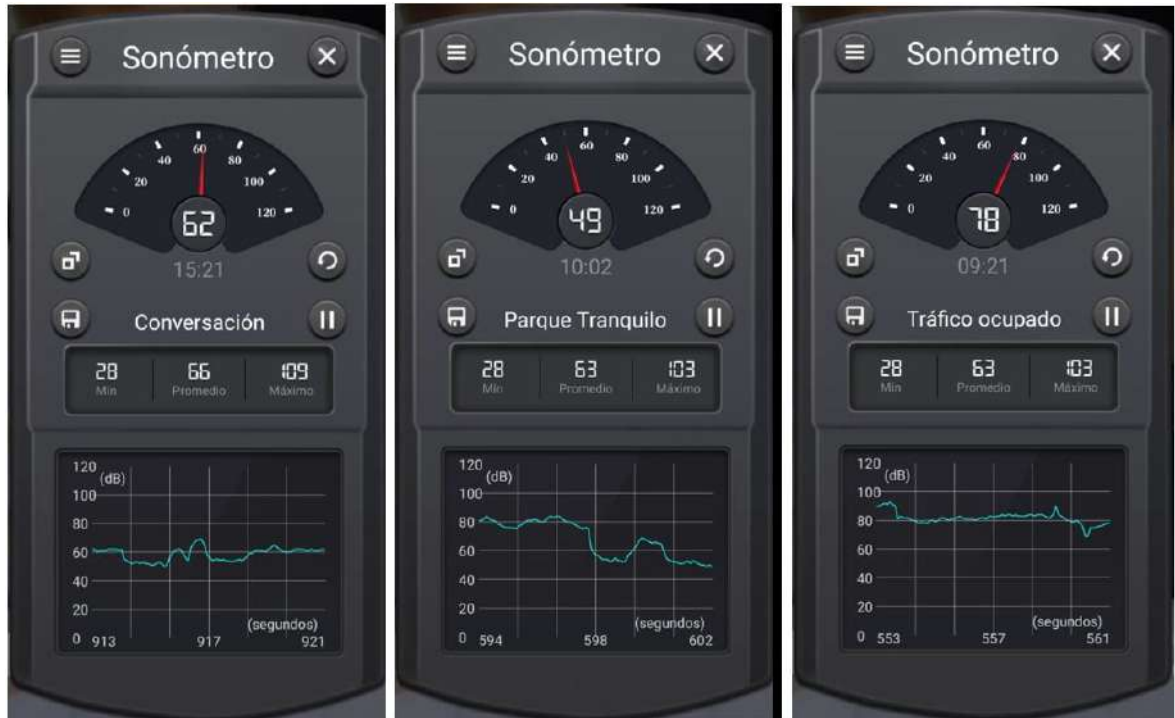 Sonómetro
0 20 40 60 80 100 120
62
15:21
Conversación
28 66 109
Min Promedio Máximo
120
(dB)
100
80
60
40
20
(segundos)
0 913 917 921
Sonómetro
0 20 40 60 80 100 120
49
10:02
Parque Tranquilo
28 63 103
Min Promedio Máximo
120
(dB)
100
80
60
40
20
(segundos)
0 594 598 602
Sonómetro
0 20 40 60 80 100 120
78
09:21
Tráfico ocupado
28 63 103
Min Promedio Máximo
120
(dB)
100
80
60
40
20
(segundos)
0 553 557 561